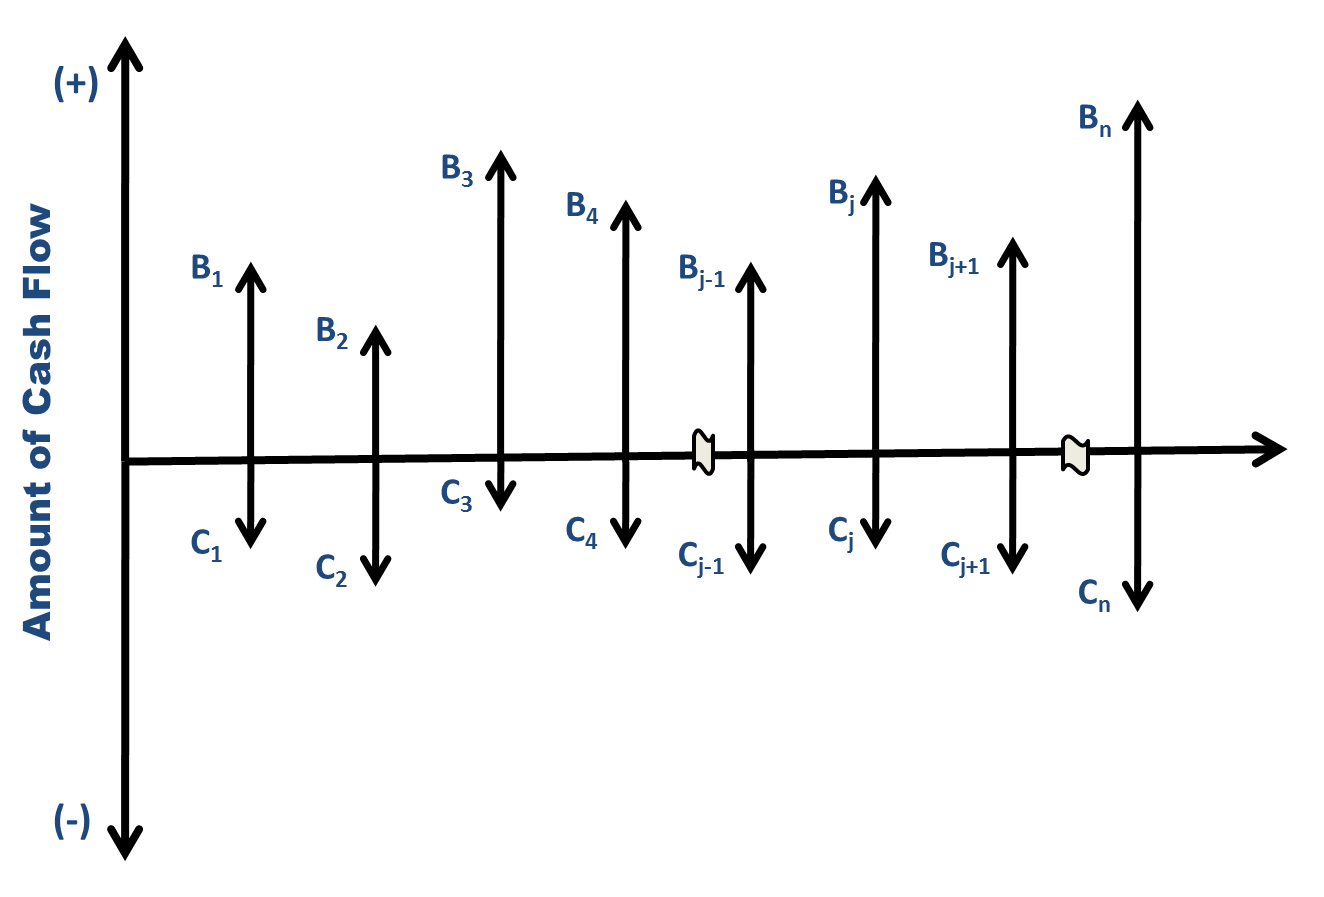 (+)
Amount of Cash Flow
(-)
B1
C1
B2
C2
B3
C3
B4
C4
Bj-1
Cj-1
Bj
Cj
Bj+1
Cj+1
Bn
Cn